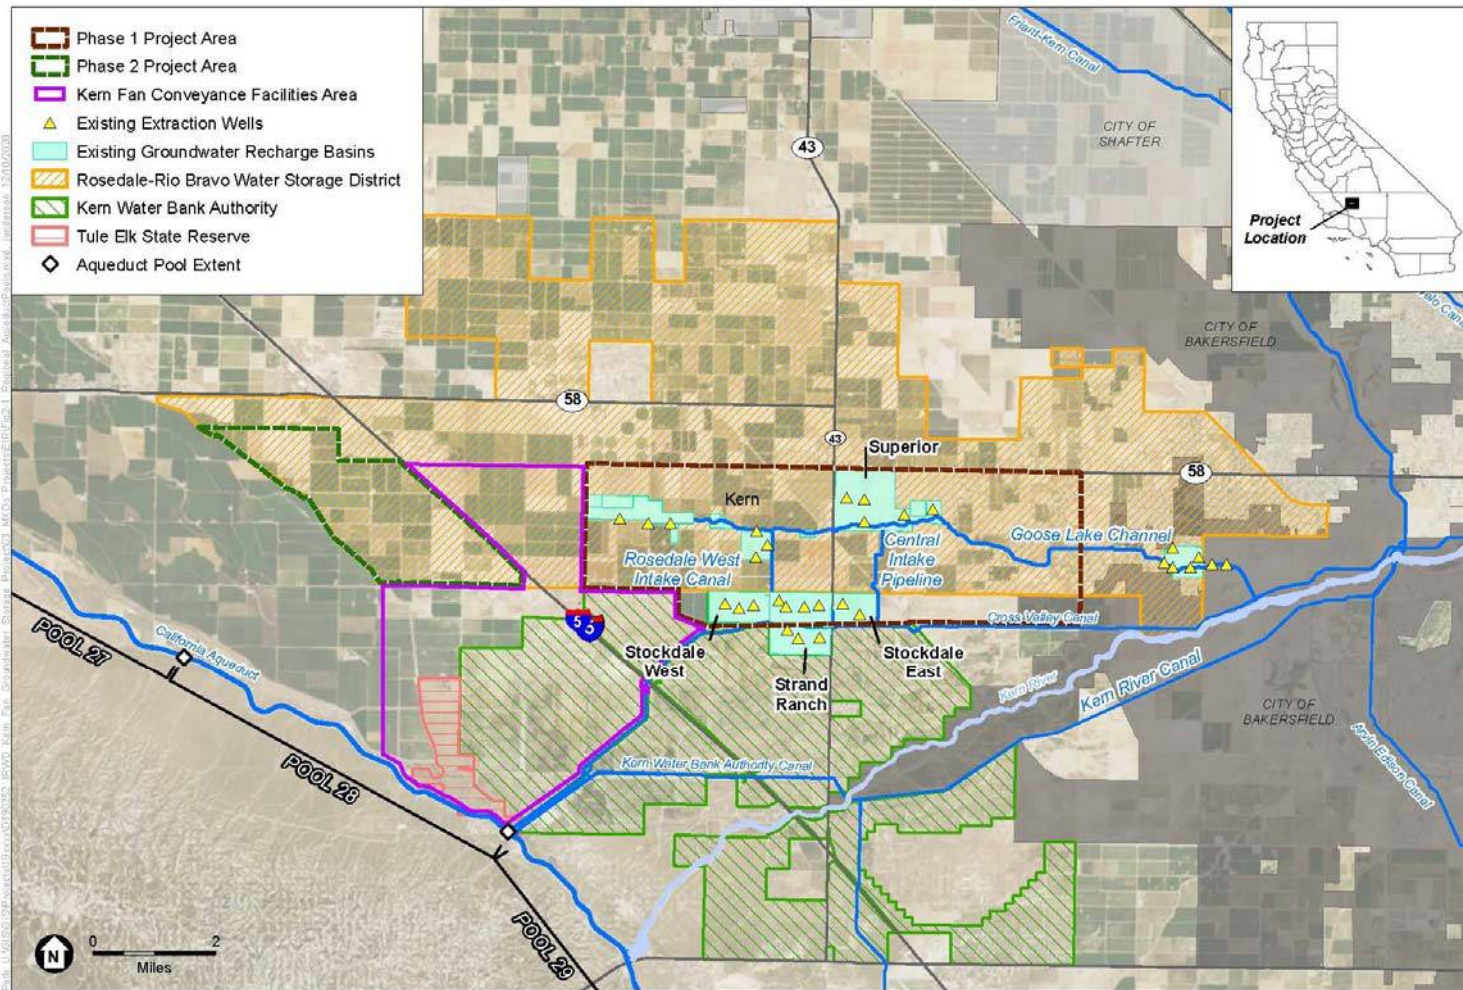 Phase 1 Project Area
Phase 2 Project Area
Kern Fan Conveyance Facilities Area
Existing Extraction Wells
Existing Groundwater Recharge Basins
Rosedale-Rio Bravo Water Storage District
Kern Water Bank Authority
Tule Elk State Reserve
Aqueduct Pool Extent
Friant-Kern Canal
CITY OF
SHAFTER
43
Project
Location
CITY OF
BAKERSFIELD
58
43
Superior
58
Kern
Goose Lake Channel
Central
Intake
Pipeline
Rosedale West
Intake Canal
Cross Valley Canal
5
5
POOL 27
California Aqueduct
Stockdale
West
Strand
Ranch
Stockdale
East
Kern River
Kern River Canal
CITY OF
BAKERSFIELD
Arvin Edison Canal
Kern Water Bank Authority Canal
POOL 28
POOL 29
N
0
2
Miles